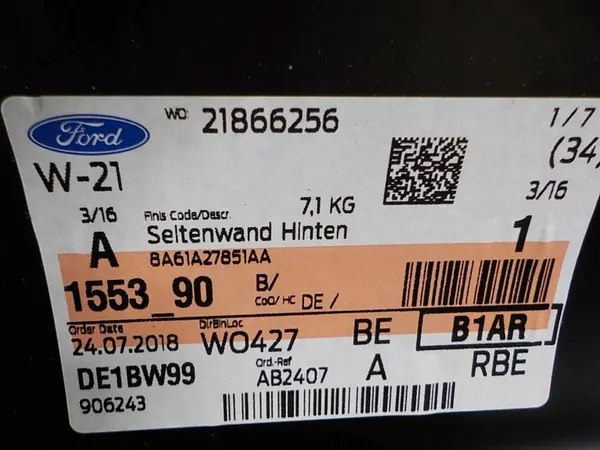 Ford
WO: 21866256
1/7
W-21
(34)
3/16
Finis Code/Descr.
7,1 KG
3/16
A
Seitenwand Hinten
1
8A61A27851AA
1553_90
B/
CoO/ HC DE /
Order Date
24.07.2018
DirBinLoc
WO427
BE
B1AR
DE1BW99
Ord.-Ref
AB2407
A
RBE
906243